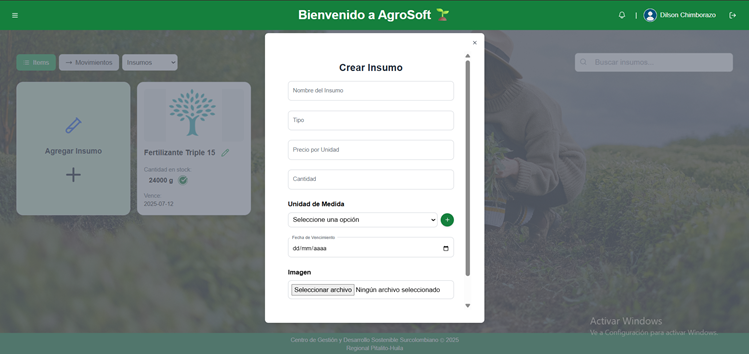 Bienvenido a AgroSoft
| Dilson Chimborazo
Items
→ Movimientos
Insumos
Buscar insumos...
Agregar Insumo
Fertilizante Triple 15
Cantidad en stock:
24000 g
Vence:
2025-07-12
×
Crear Insumo
Nombre del Insumo
Tipo
Precio por Unidad
Cantidad
Unidad de Medida
Seleccione una opción
+
Fecha de Vencimiento
dd/mm/aaaa
Imagen
Seleccionar archivo Ningún archivo seleccionado
Activar Windows
Ve a Configuración para activar Windows.
Centro de Gestión y Desarrollo Sostenible Surcolombiano © 2025
Regional Pitalito-Huila